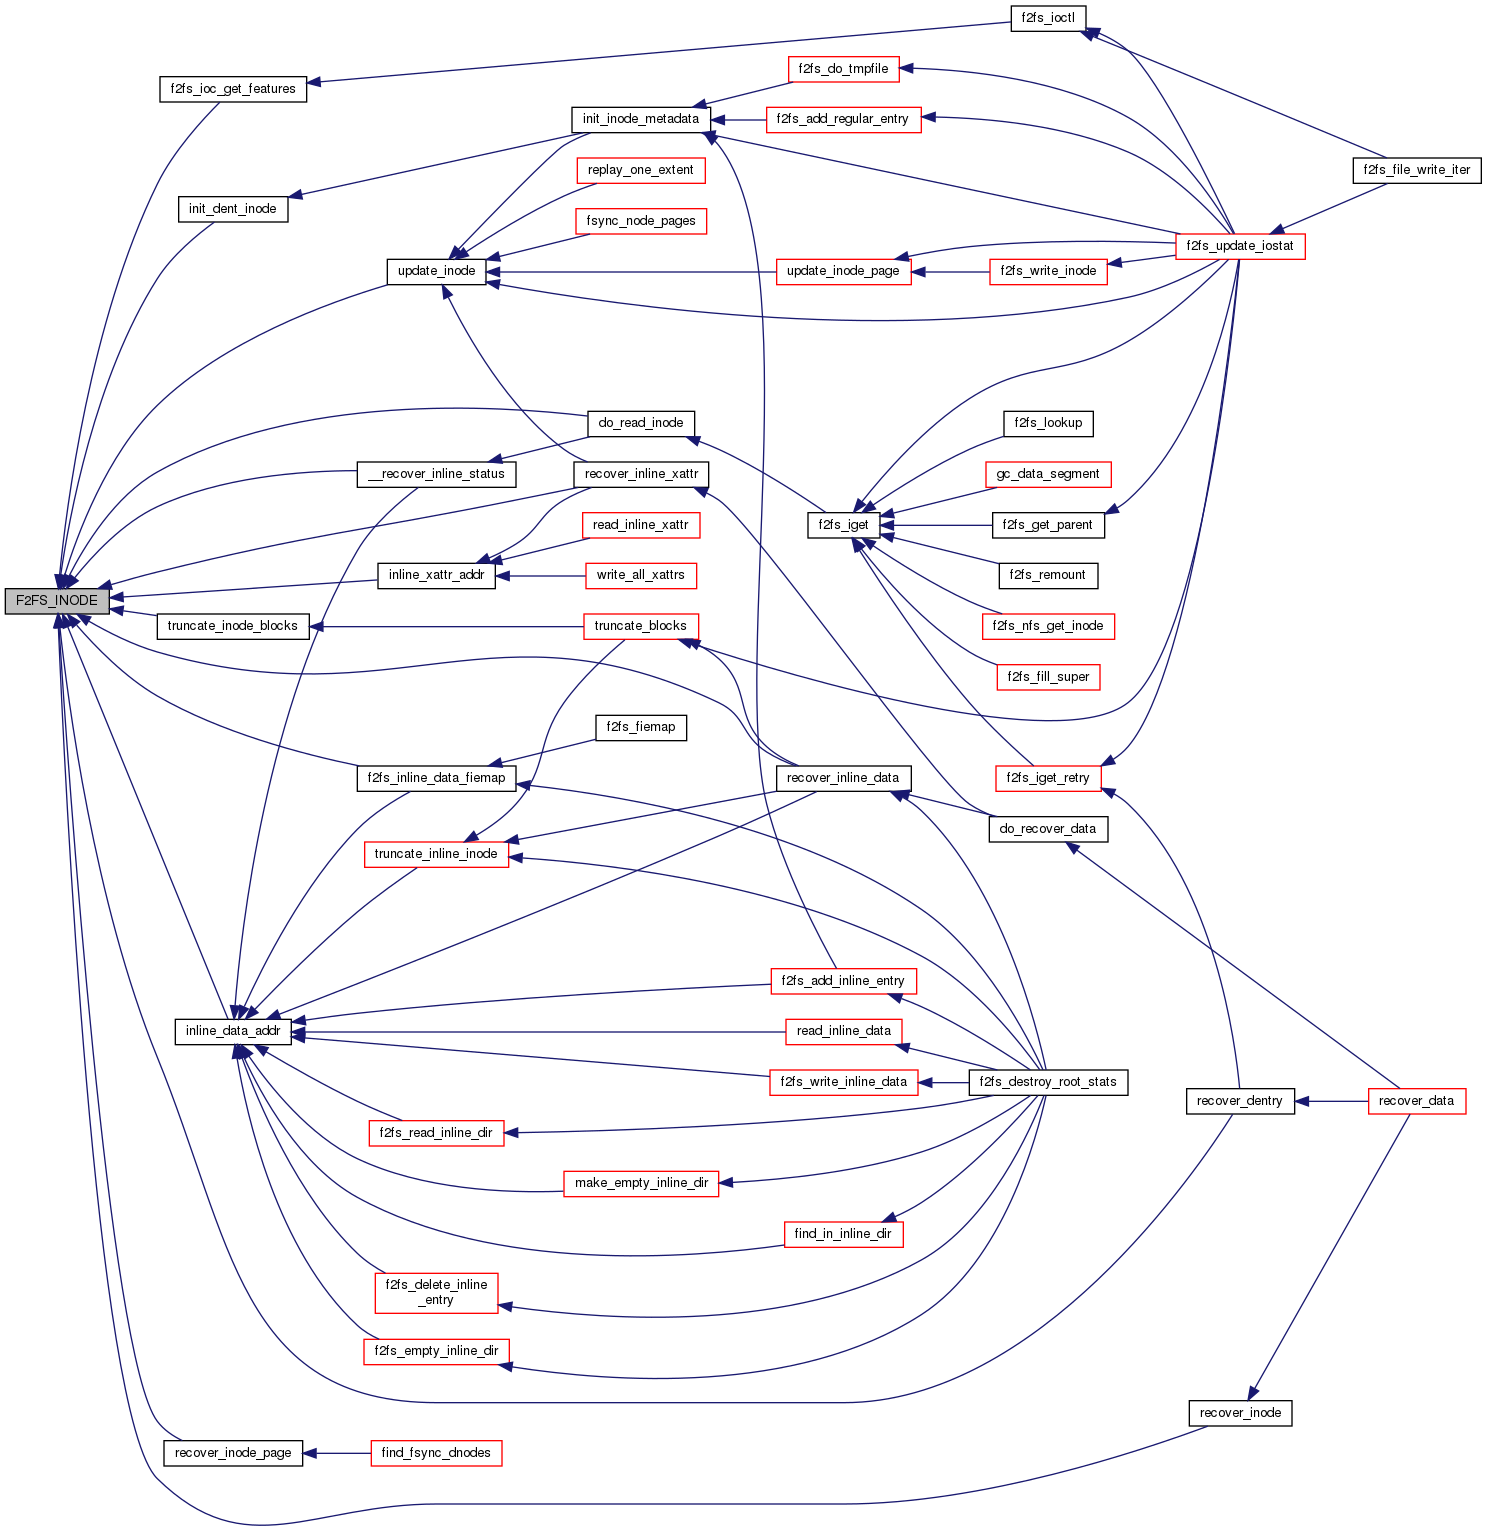 f2fs_ioctl
f2fs_do_tmpfile
f2fs_ioc_get_features
init_inode_metadata
f2fs_add_regular_entry
replay_one_extent
f2fs_file_write_iter
init_dent_inode
fsync_node_pages
f2fs_update_iostat
update_inode
update_inode_page
f2fs_write_inode
do_read_inode
f2fs_lookup
__recover_inline_status
recover_inline_xattr
gc_data_segment
read_inline_xattr
f2fs_iget
f2fs_get_parent
inline_xattr_addr
write_all_xattrs
f2fs_remount
F2FS_INODE
truncate_inode_blocks
truncate_blocks
f2fs_nfs_get_inode
f2fs_fill_super
f2fs_fiemap
f2fs_inline_data_fiemap
recover_inline_data
f2fs_iget_retry
do_recover_data
truncate_inline_inode
f2fs_add_inline_entry
inline_data_addr
read_inline_data
f2fs_write_inline_data
f2fs_destroy_root_stats
recover_dentry
recover_data
f2fs_read_inline_dir
make_empty_inline_dir
find_in_inline_dir
f2fs_delete_inline
_entry
f2fs_empty_inline_dir
recover_inode
recover_inode_page
find_fsync_dnodes